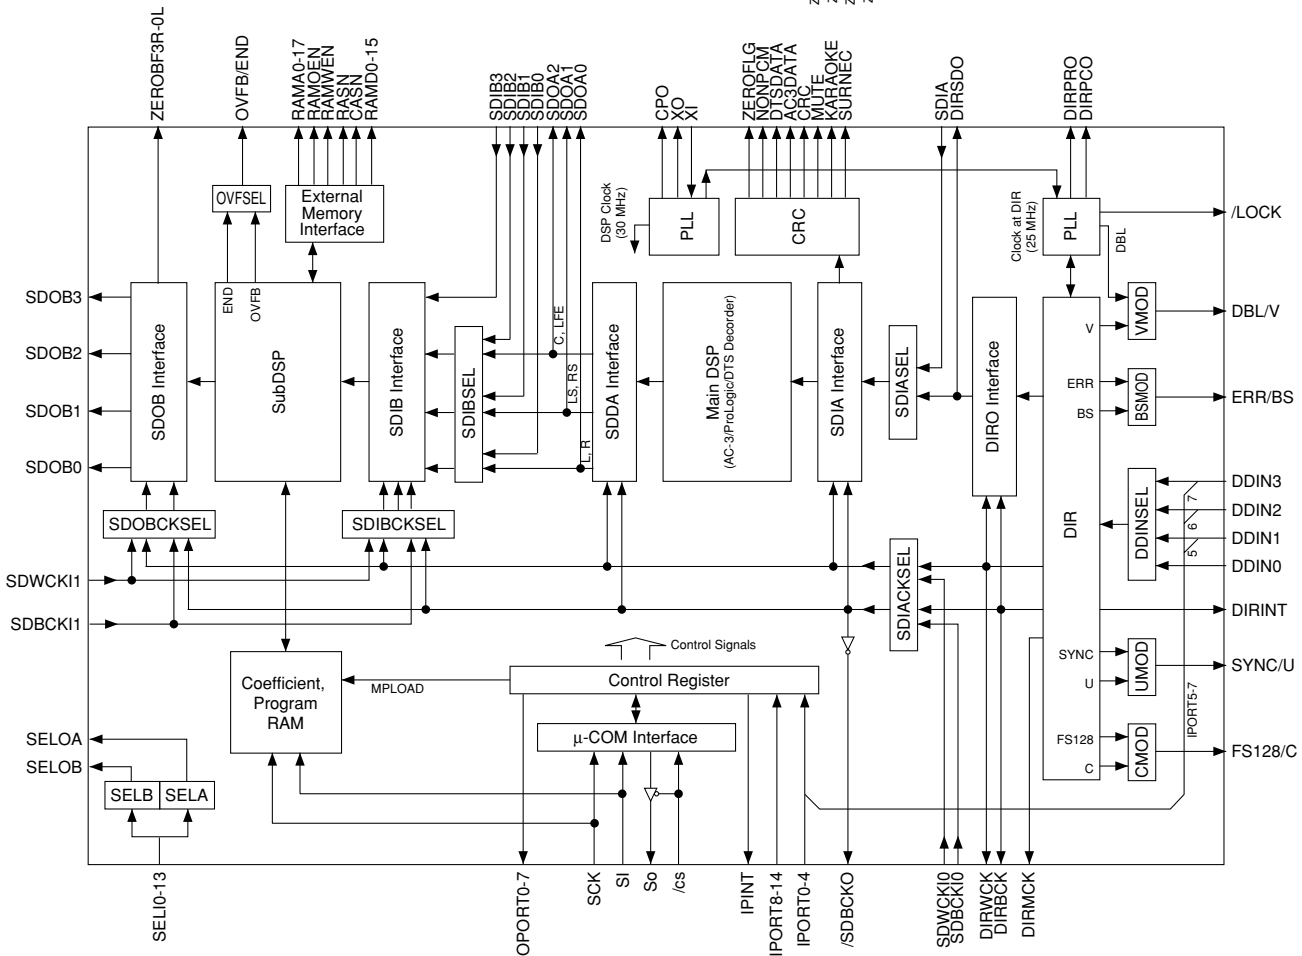 ZEROBF3R-0L
OVFB/END
RAMA0-17
RAMOEN
RAMWEN
RASN
CASN
RAMD0-15
SDIB3
SDIB2
SDIB1
SDIB0
SDOA2
SDOA1
SDOA0
CPO
XO
XI
ZEROFLG
NONPCM
DTSDATA
AC3DATA
CRC
MUTE
KARAOKE
SURNEC
SDIA
DIRSDO
DIRPRO
DIRPCO
OVFSEL
External
Memory
Interface
DSP Clock
(30 MHz)
PLL
CRC
Clock at DIR
(25 MHz)
PLL
DBL
/LOCK
SDOB3
SDOB2
SDOB1
SDOB0
SDOB Interface
END
OVFB
SubDSP
SDIB Interface
SDIBSEL
C, LFE
LS, RS
L, R
SDDA Interface
Main DSP
(AC-3/ProLogic/DTS Decorder)
SDIA Interface
SDIASEL
DIRO Interface
DIR
V
VMOD
DBL/V
ERR
BS
BSMOD
ERR/BS
DDINSEL
DDIN3
7
DDIN2
6
DDIN1
5
DDIN0
SDOBCKSEL
SDIBCKSEL
SDIACKSEL
SDWCKI1
SDBCKI1
DIRINT
Coefficient,
Program
RAM
MPLOAD
Control Signals
Control Register
μ-COM Interface
SYNC
U
UMOD
SYNC/U
IPORT5-7
FS128
C
CMOD
FS128/C
SELOA
SELOB
SELB
SELA
SELI0-13
OPORT0-7
SCK
SI
So
/cs
IPINT
IPORT8-14
IPORT0-4
/SDBCKO
SDWCKI0
SDBCKI0
DIRWCK
DIRBCK
DIRMCK